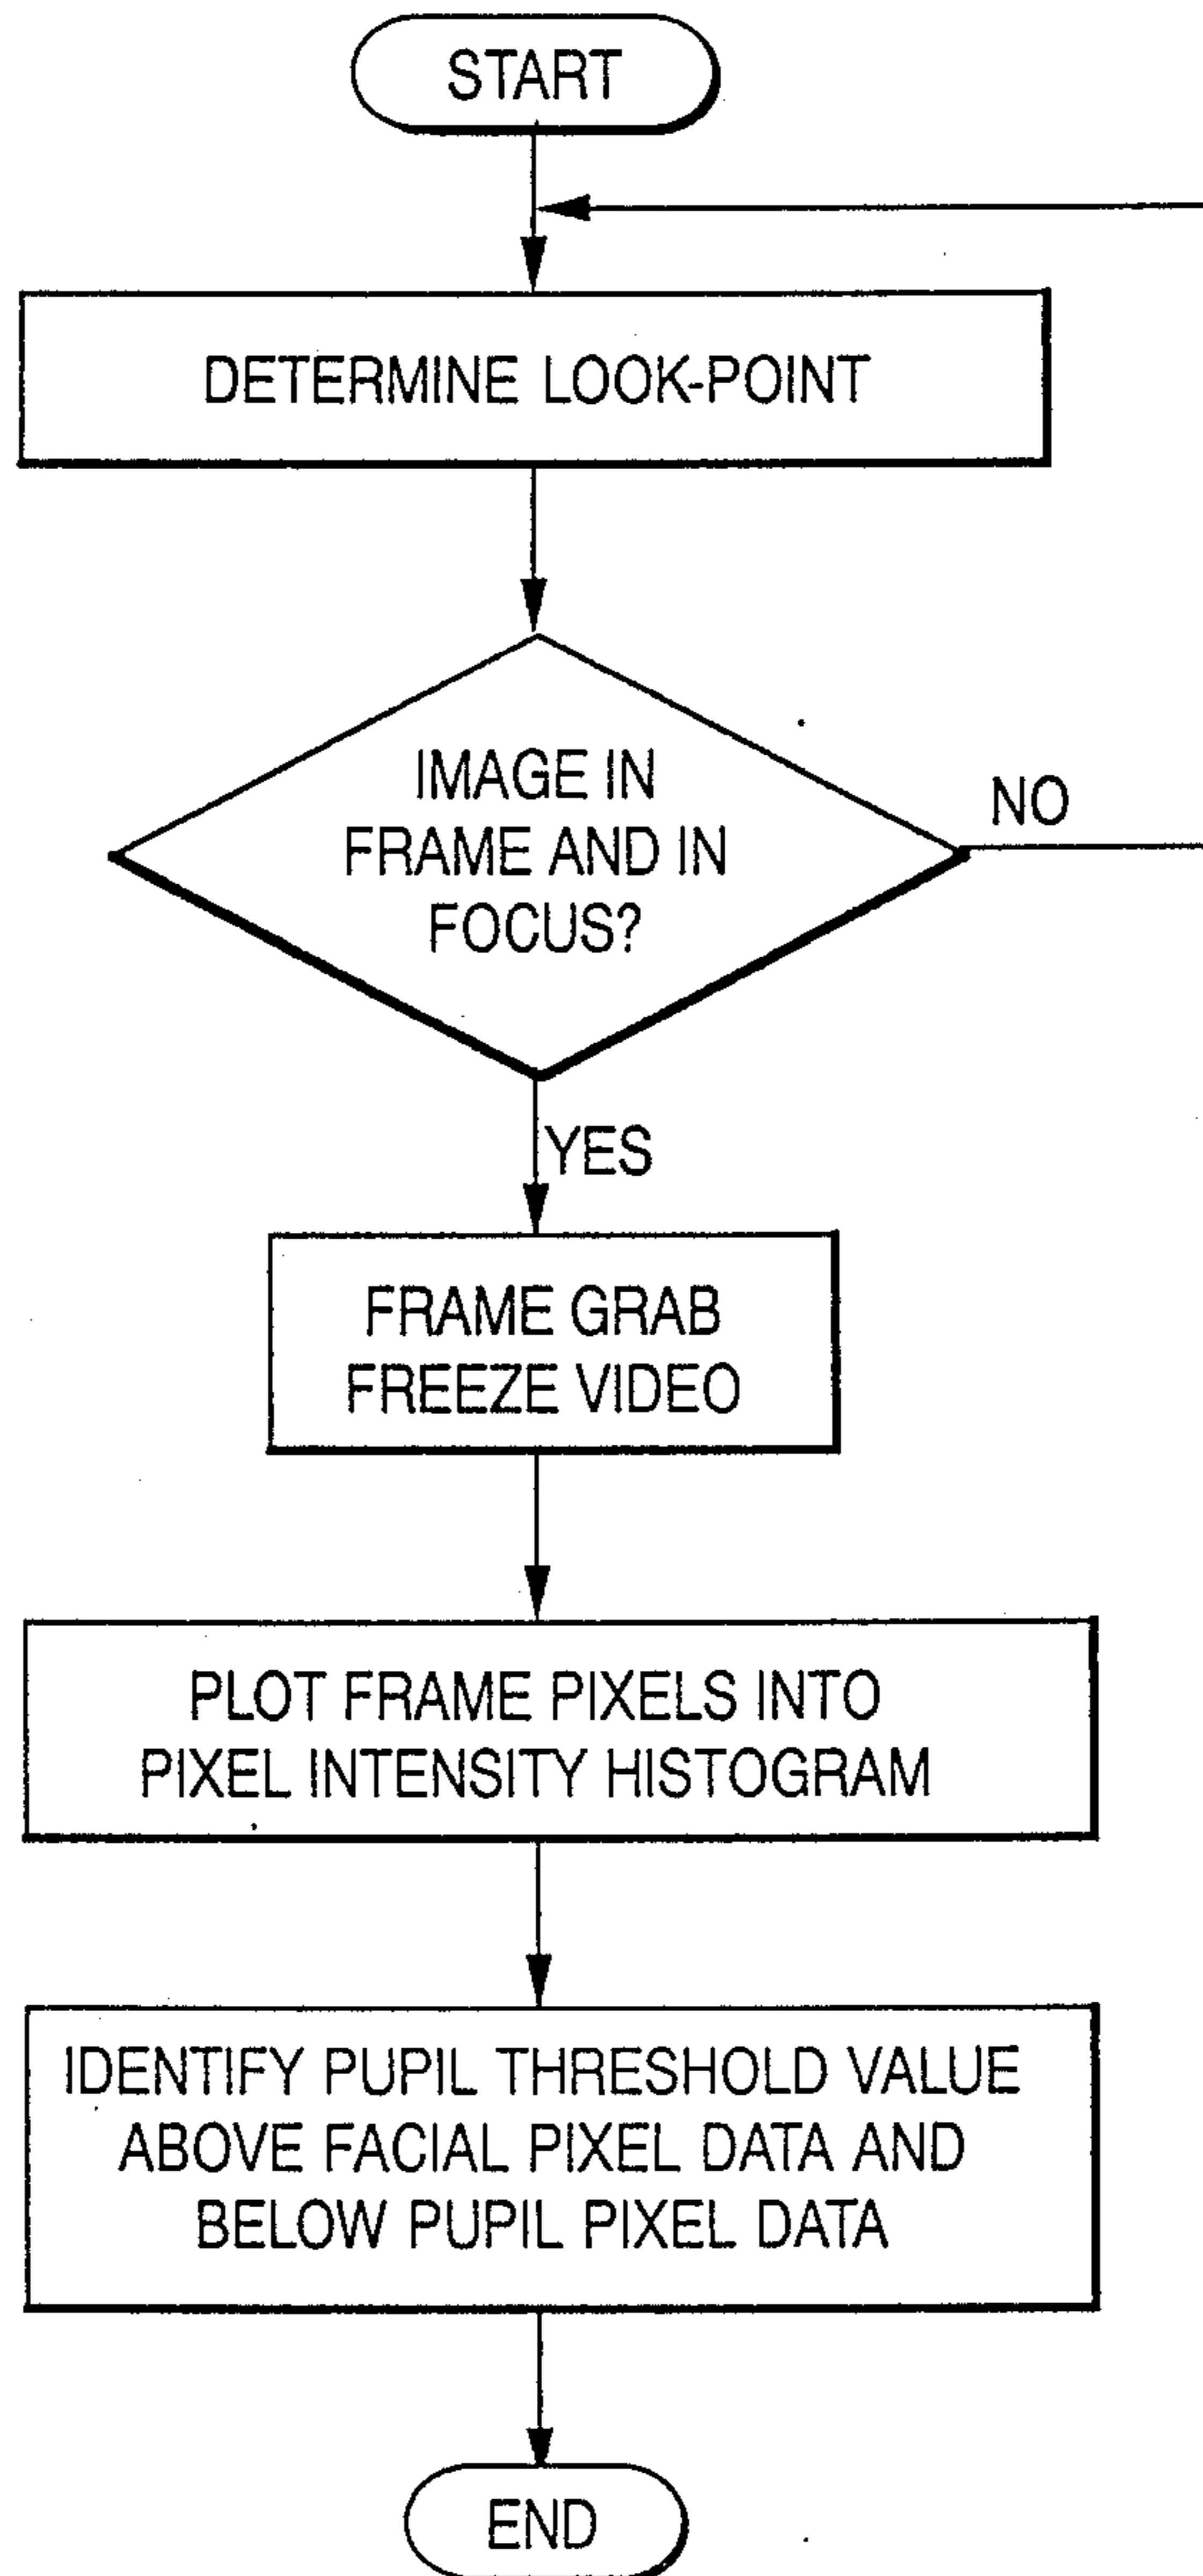 START
DETERMINE LOOK-POINT
IMAGE IN
FRAME AND IN
FOCUS?
NO
YES
FRAME GRAB
FREEZE VIDEO
PLOT FRAME PIXELS INTO
PIXEL INTENSITY HISTOGRAM
IDENTIFY PUPIL THRESHOLD VALUE
ABOVE FACIAL PIXEL DATA AND
BELOW PUPIL PIXEL DATA
END